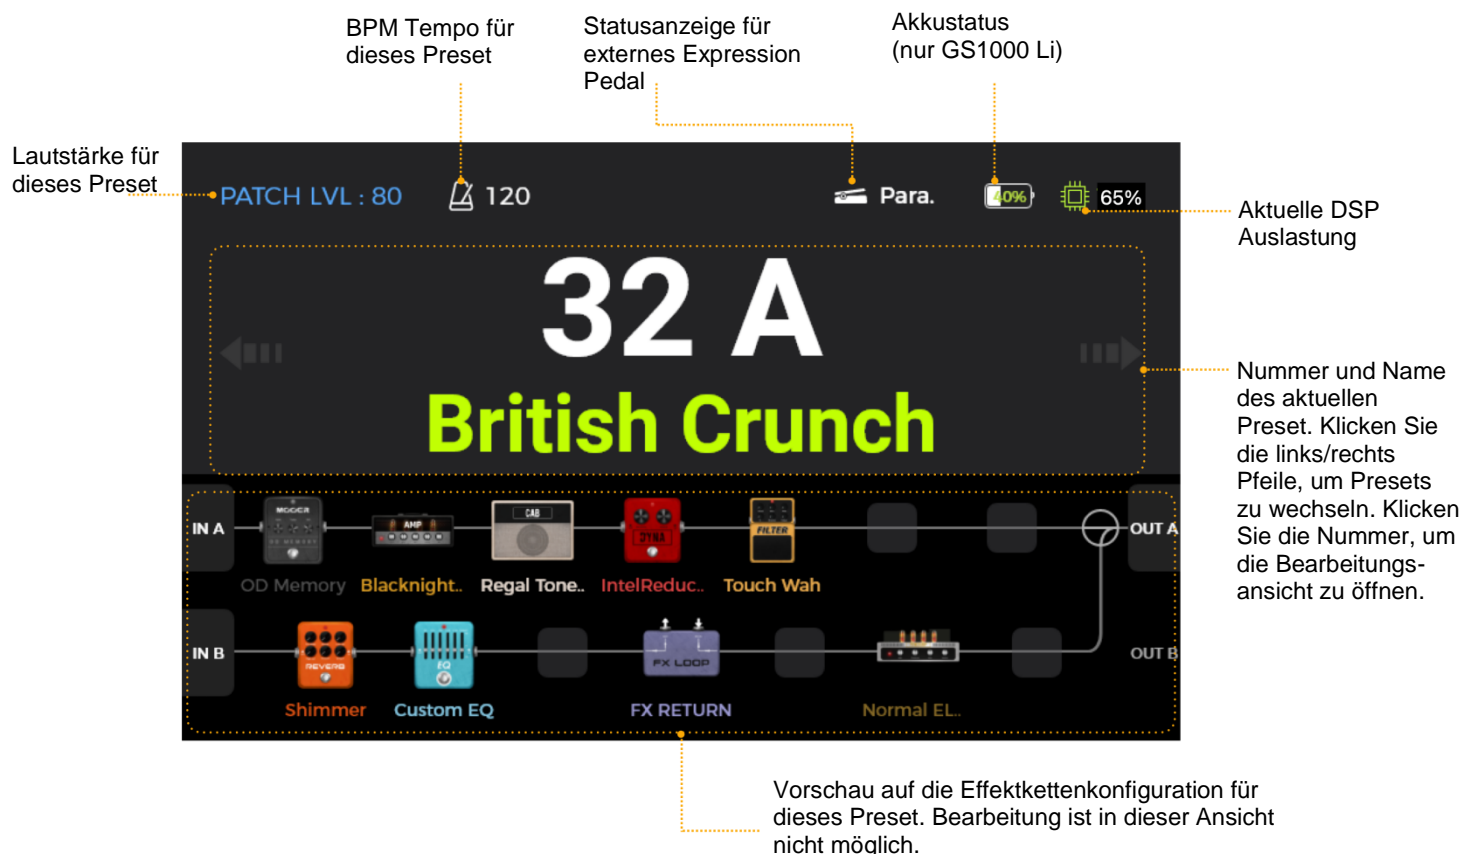 BPM Tempo für
dieses Preset
Statusanzeige für
externes Expression
Pedal
Akkustatus
(nur GS1000 Li)
Lautstärke für
dieses Preset
PATCH LVL : 80
120
Para.
40%
65%
Aktuelle DSP
Auslastung
32 A
British Crunch
Nummer und Name
des aktuellen
Preset. Klicken Sie
die links/rechts
Pfeile, um Presets
zu wechseln. Klicken
Sie die Nummer, um
die Bearbeitungs-
ansicht zu öffnen.
IN A
MOOER
OD MEMORY
AMP
CAB
DYNA
FILTER
OUT A
OD Memory
Blacknight..
Regal Tone..
IntelReduc..
Touch Wah
IN B
REVERB
EQ
FX LOOP
OUT B
Shimmer
Custom EQ
FX RETURN
Normal EL..
Vorschau auf die Effektkettenkonfiguration für
dieses Preset. Bearbeitung ist in dieser Ansicht
nicht möglich.